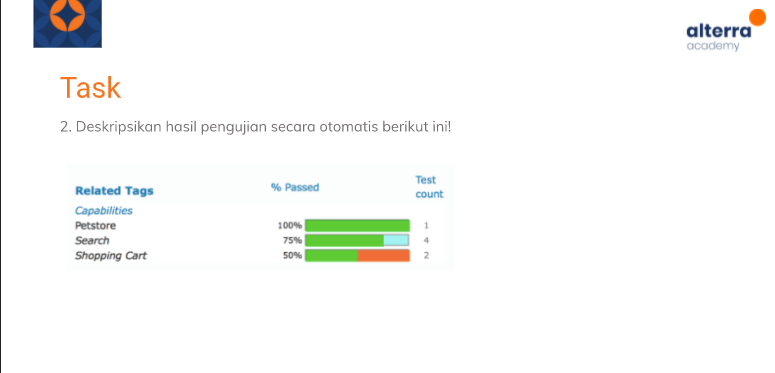 alterra
academy
Task
2. Deskripsikan hasil pengujian secara otomatis berikut ini!
Related Tags % Passed Test count
Capabilities
Petstore 100% 1
Search 75% 4
Shopping Cart 50% 2